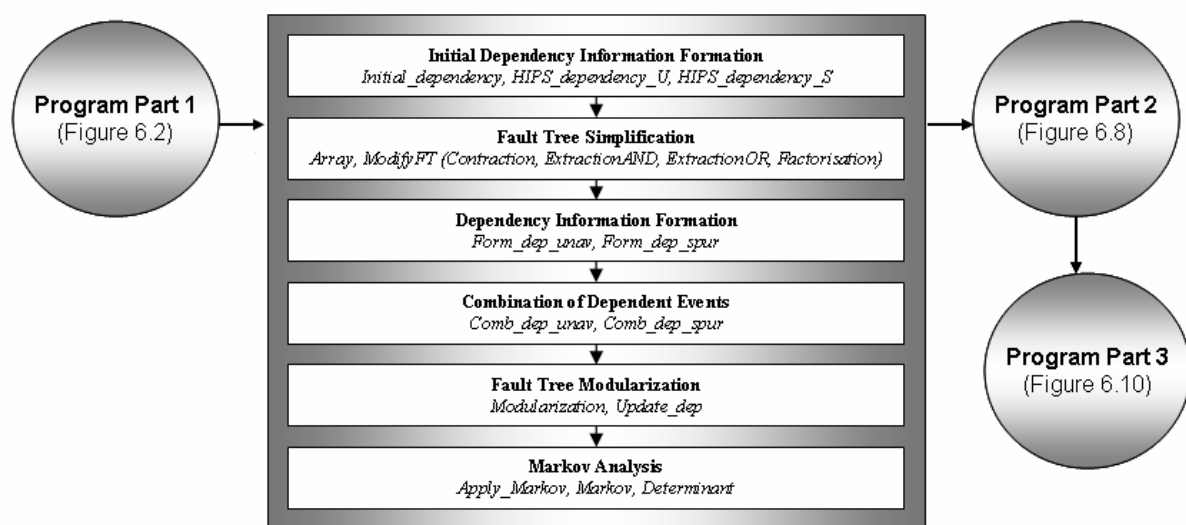 Program Part 1
(Figure 6.2)
Initial Dependency Information Formation
Initial_dependency, HIPS_dependency_U, HIPS_dependency_S
Fault Tree Simplification
Array, ModifyFT (Contraction, ExtractionAND, ExtractionOR, Factorisation)
Dependency Information Formation
Form_dep_unav, Form_dep_spur
Combination of Dependent Events
Comb_dep_unav, Comb_dep_spur
Fault Tree Modularization
Modularization, Update_dep
Markov Analysis
Apply_Markov, Markov, Determinant
Program Part 2
(Figure 6.8)
Program Part 3
(Figure 6.10)